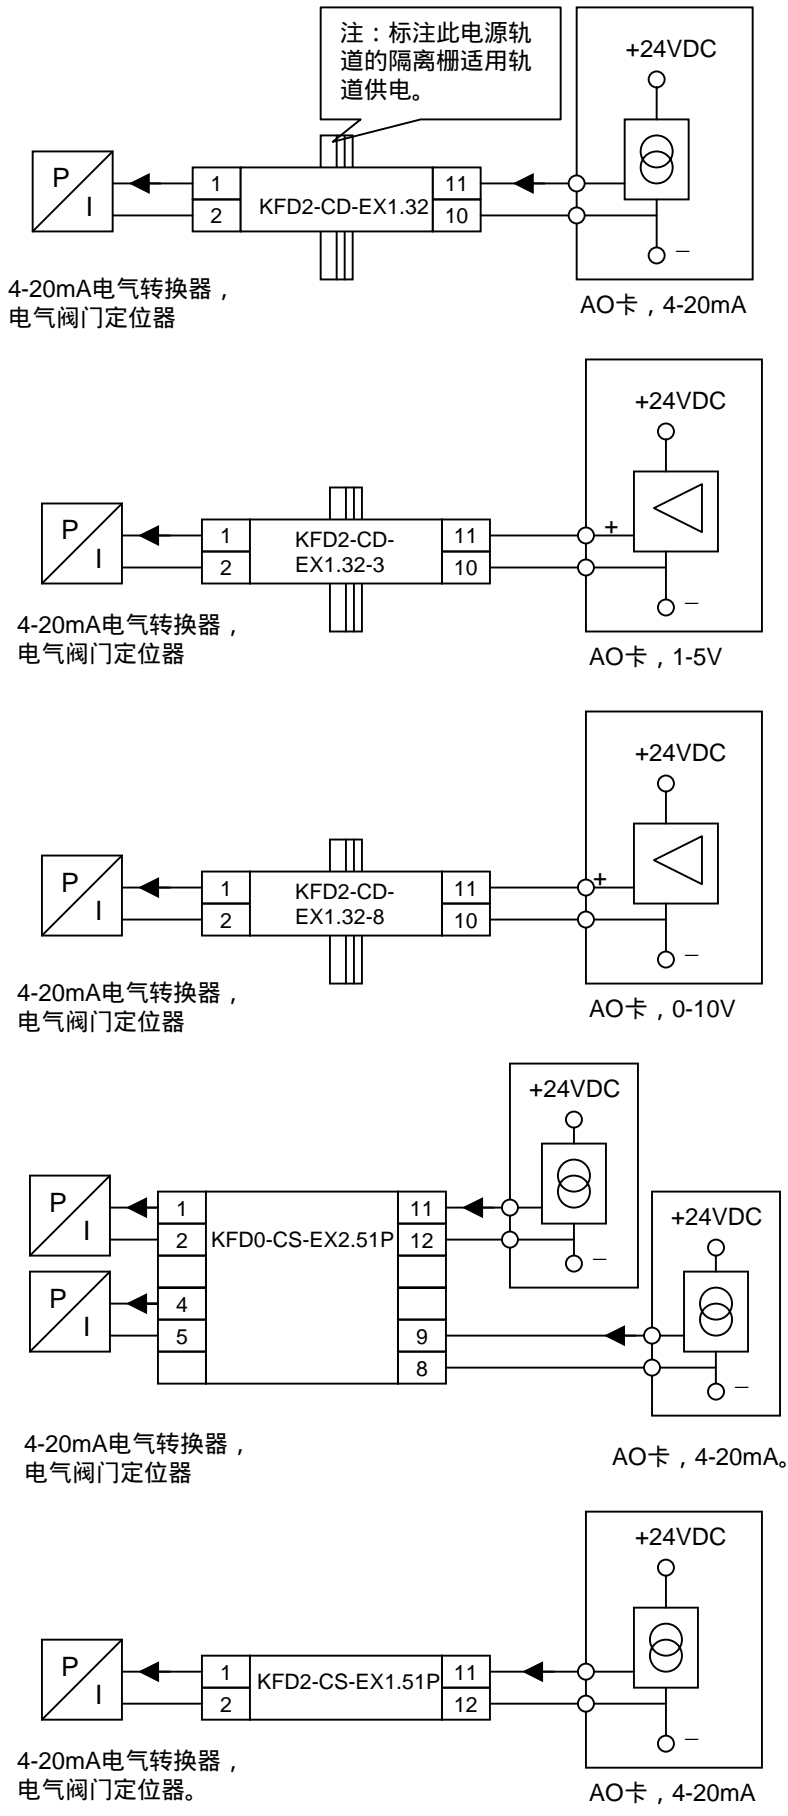 注：标注此电源轨
道的隔离栅适用轨
道供电。
+24VDC
P
I
1
2
KFD2-CD-EX1.32
11
10
–
4-20mA电气转换器，
电气阀门定位器
AO卡，4-20mA
+24VDC
P
I
1
2
KFD2-CD-
EX1.32-3
11
10
+
–
4-20mA电气转换器，
电气阀门定位器
AO卡，1-5V
+24VDC
P
I
1
2
KFD2-CD-
EX1.32-8
11
10
+
–
4-20mA电气转换器，
电气阀门定位器
AO卡，0-10V
+24VDC
P
I
1
2
KFD0-CS-EX2.51P
11
12
–
+24VDC
P
I
4
5
9
8
–
4-20mA电气转换器，
电气阀门定位器
AO卡，4-20mA。
+24VDC
P
I
1
2
KFD2-CS-EX1.51P
11
12
–
4-20mA电气转换器，
电气阀门定位器。
AO卡，4-20mA